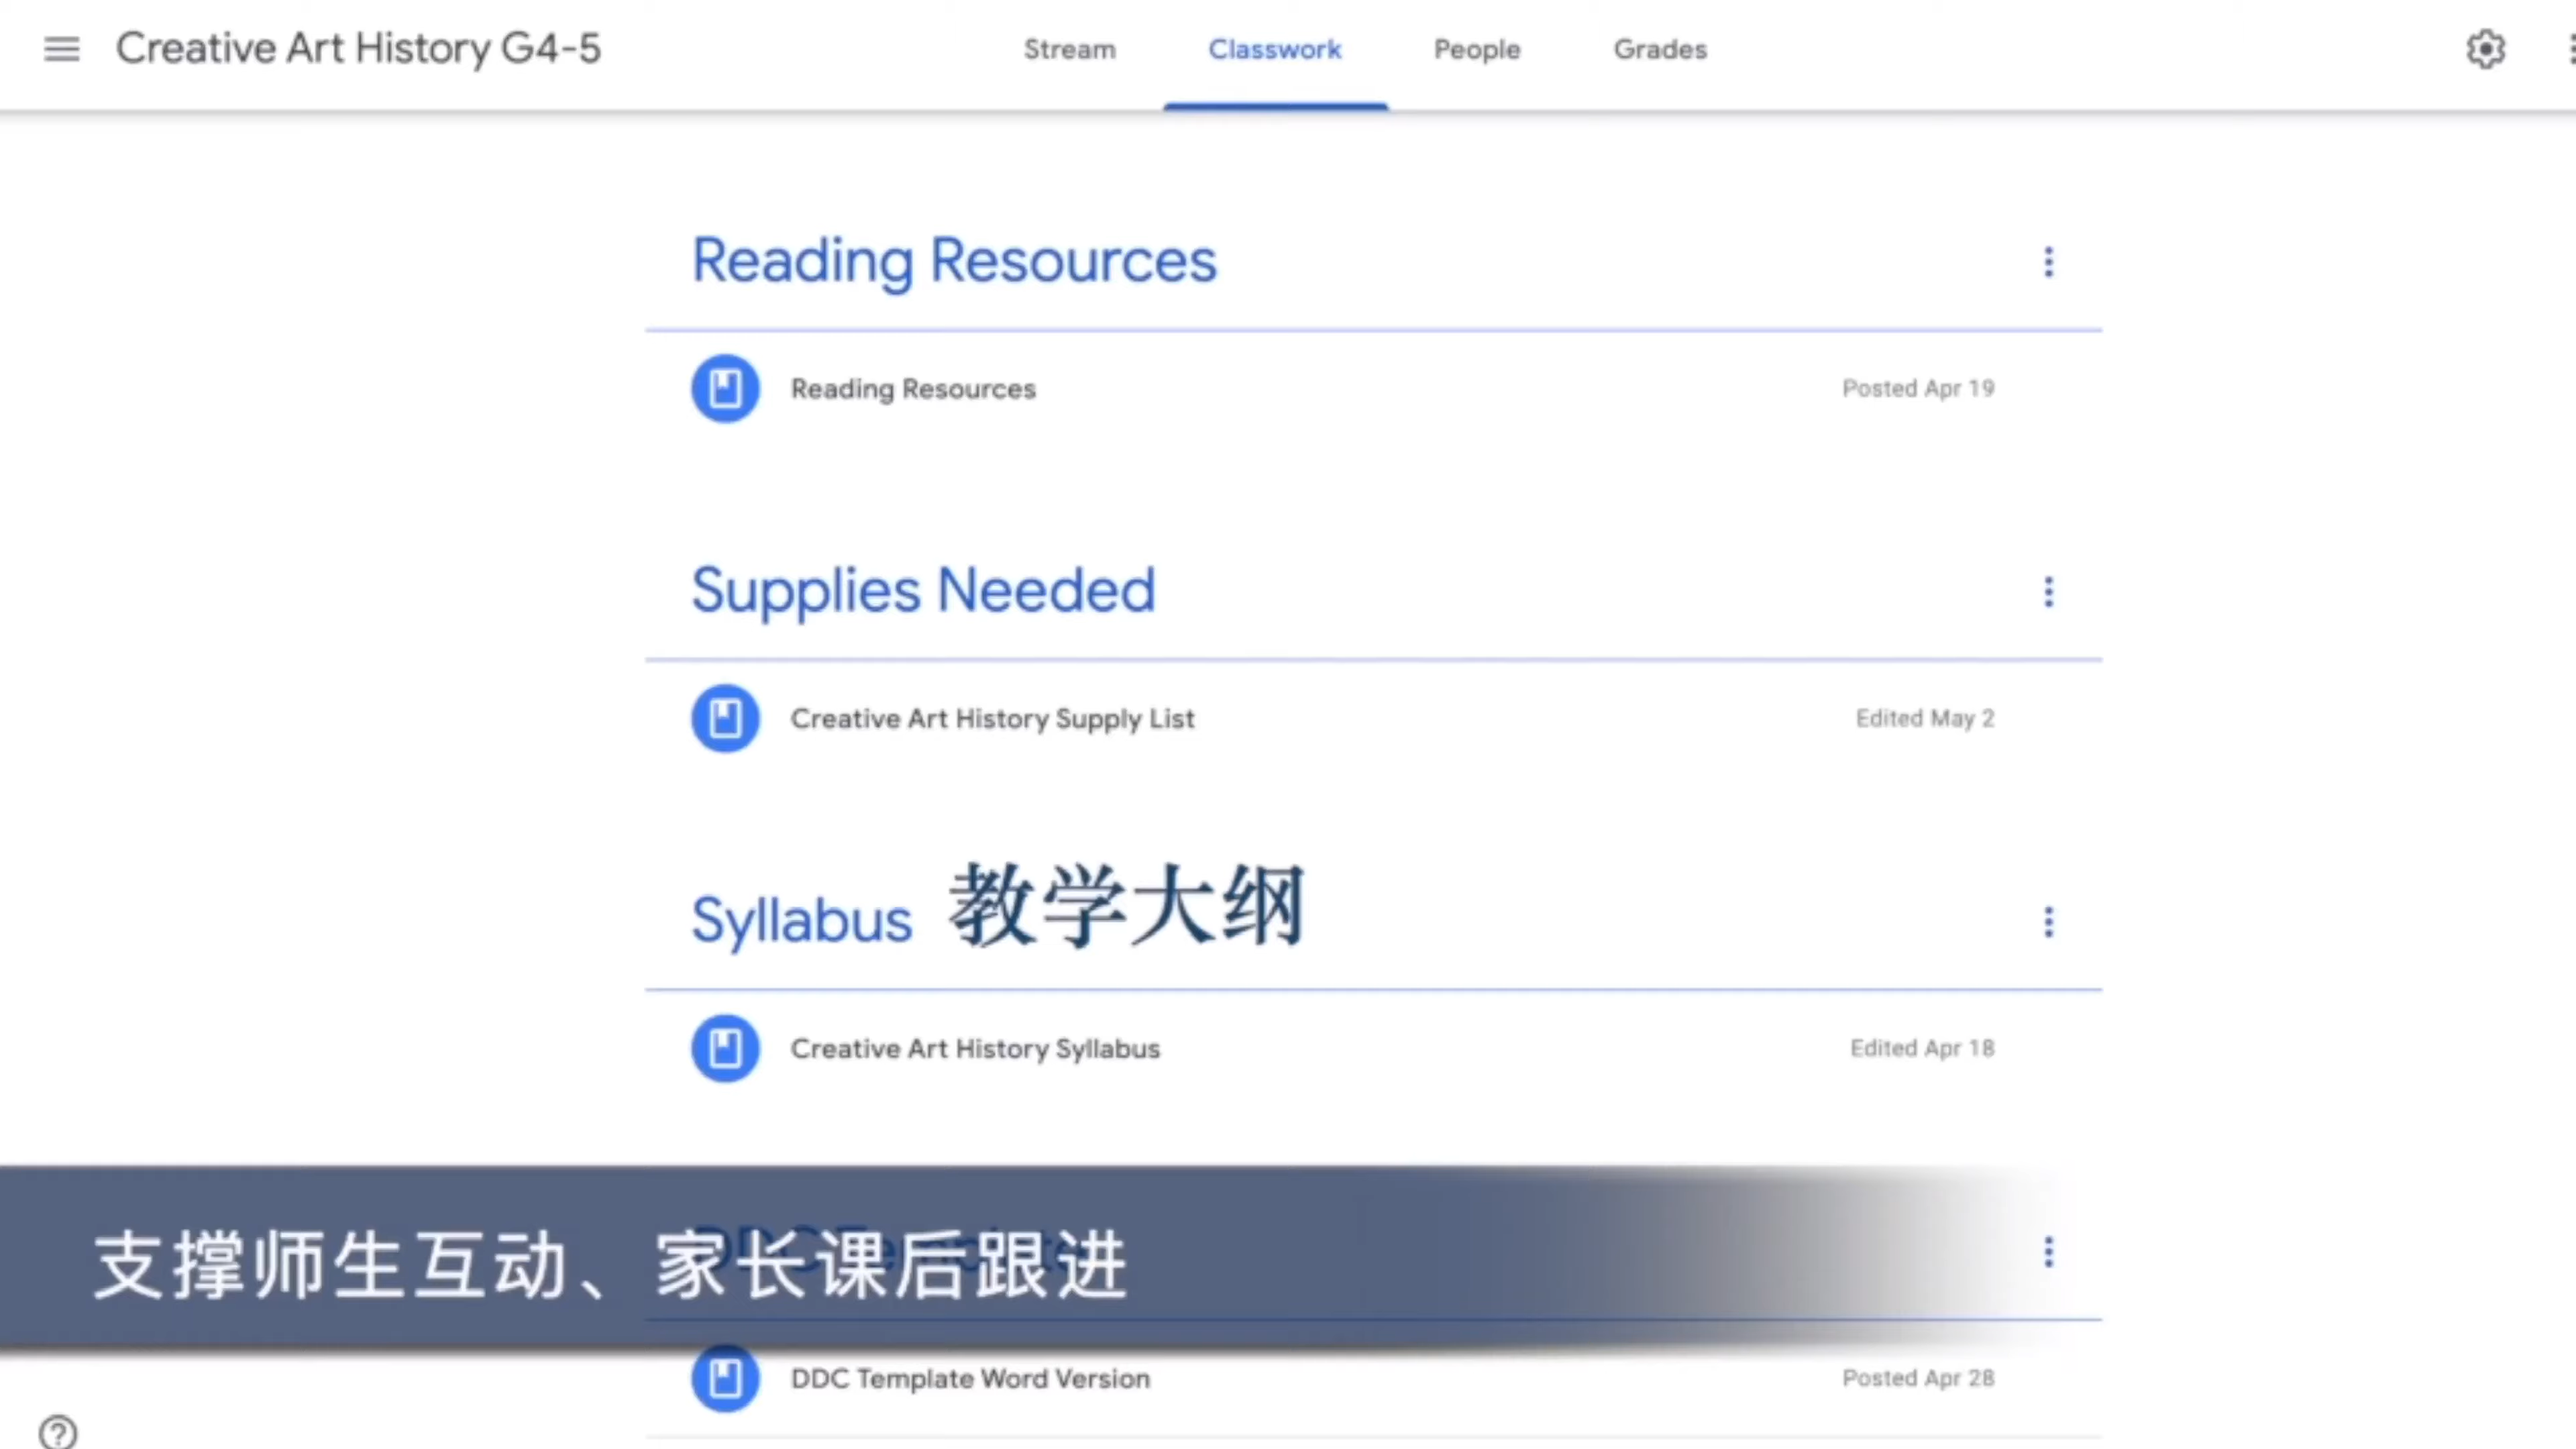 Creative Art History G4-5
Stream Classwork People Grades
Reading Resources
Reading Resources Posted Apr 19
Supplies Needed
Creative Art History Supply List Edited May 2
Syllabus 教学大纲
Creative Art History Syllabus Edited Apr 18
支撑师生互动、家长课后跟进
DDC Template Word Version Posted Apr 28